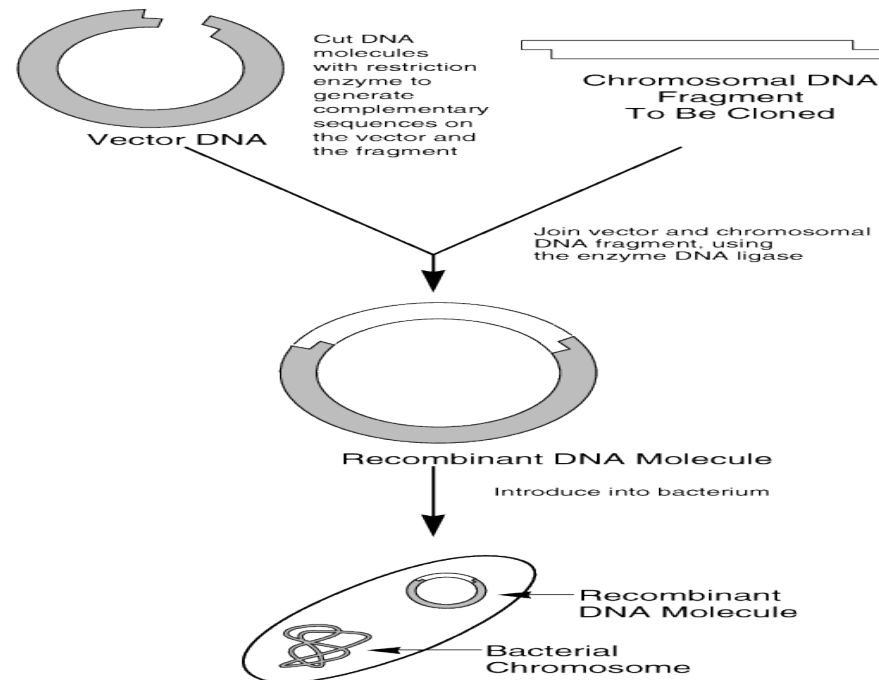 Cut DNA
molecules
with restriction
enzyme to
generate
complementary
sequences on
the vector and
the fragment
Vector DNA
Chromosomal DNA
Fragment
To Be Cloned
Join vector and chromosomal
DNA fragment, using
the enzyme DNA ligase
Recombinant DNA Molecule
Introduce into bacterium
Recombinant
DNA Molecule
Bacterial
Chromosome